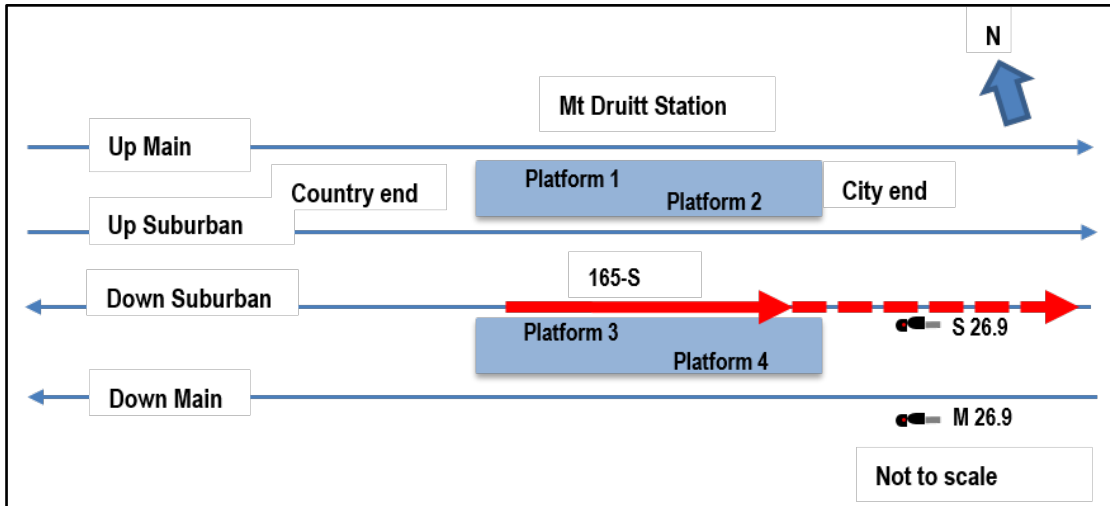 N
Mt Druitt Station
Up Main
Platform 1
Country end
Platform 2
City end
Up Suburban
165-S
Down Suburban
Platform 3
S 26.9
Platform 4
Down Main
M 26.9
Not to scale